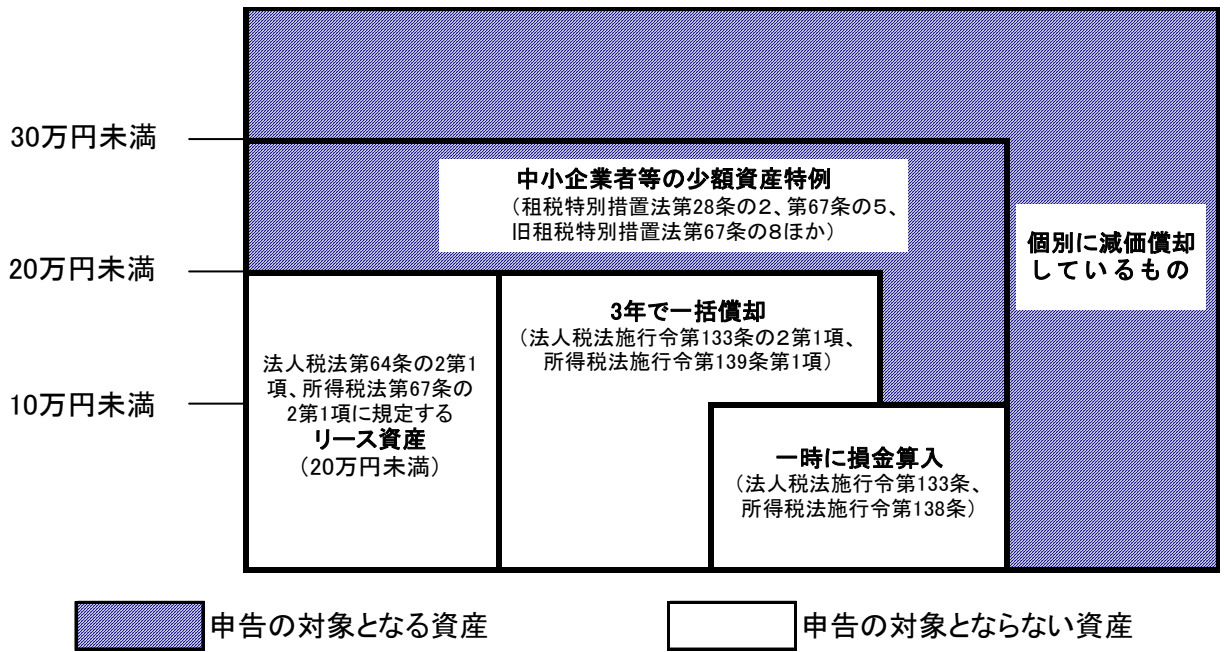 30万円未満
中小企業者等の少額資産特例
（租税特別措置法第28条の２、第67条の５、
旧租税特別措置法第67条の８ほか）
個別に減価償却
しているもの
20万円未満
3年で一括償却
（法人税法施行令第133条の２第１項、
所得税法施行令第139条第１項）
法人税法第64条の2第1
項、所得税法第67条の
2第1項に規定する
リース資産
（20万円未満）
10万円未満
一時に損金算入
（法人税法施行令第133条、
所得税法施行令第138条）
申告の対象となる資産
申告の対象とならない資産